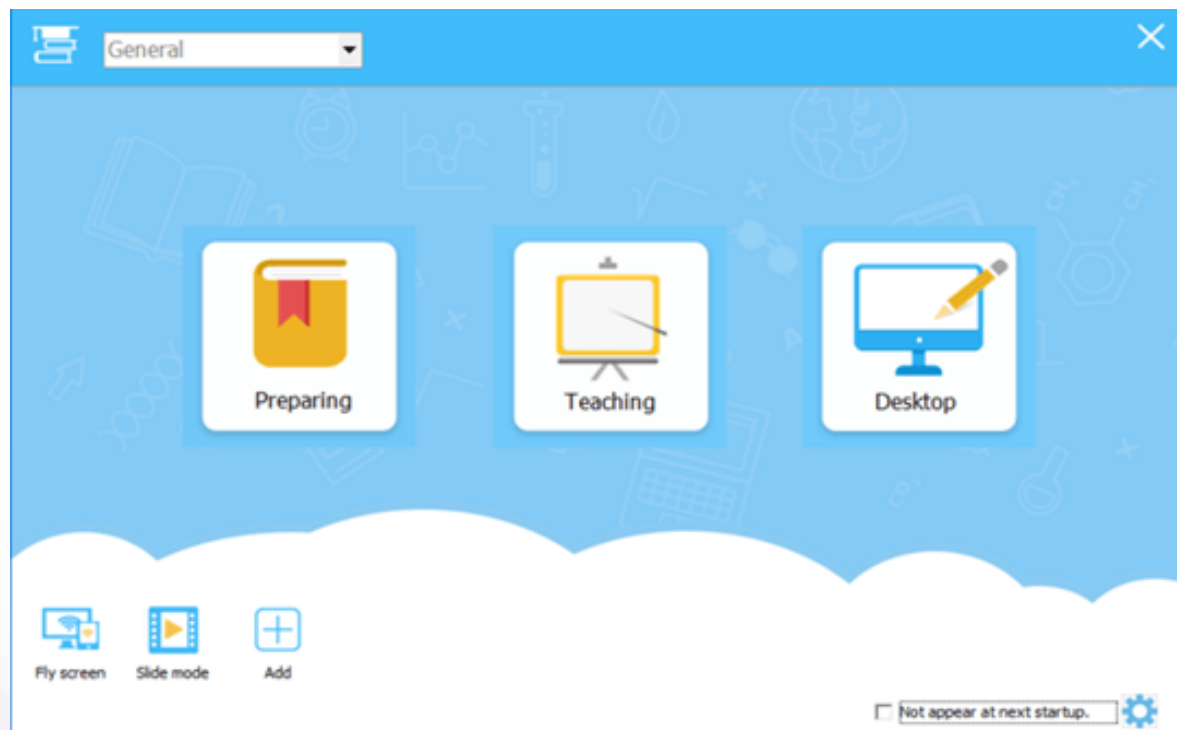 General
Preparing
Teaching
Desktop
Fly screen
Slide mode
Add
Not appear at next startup.